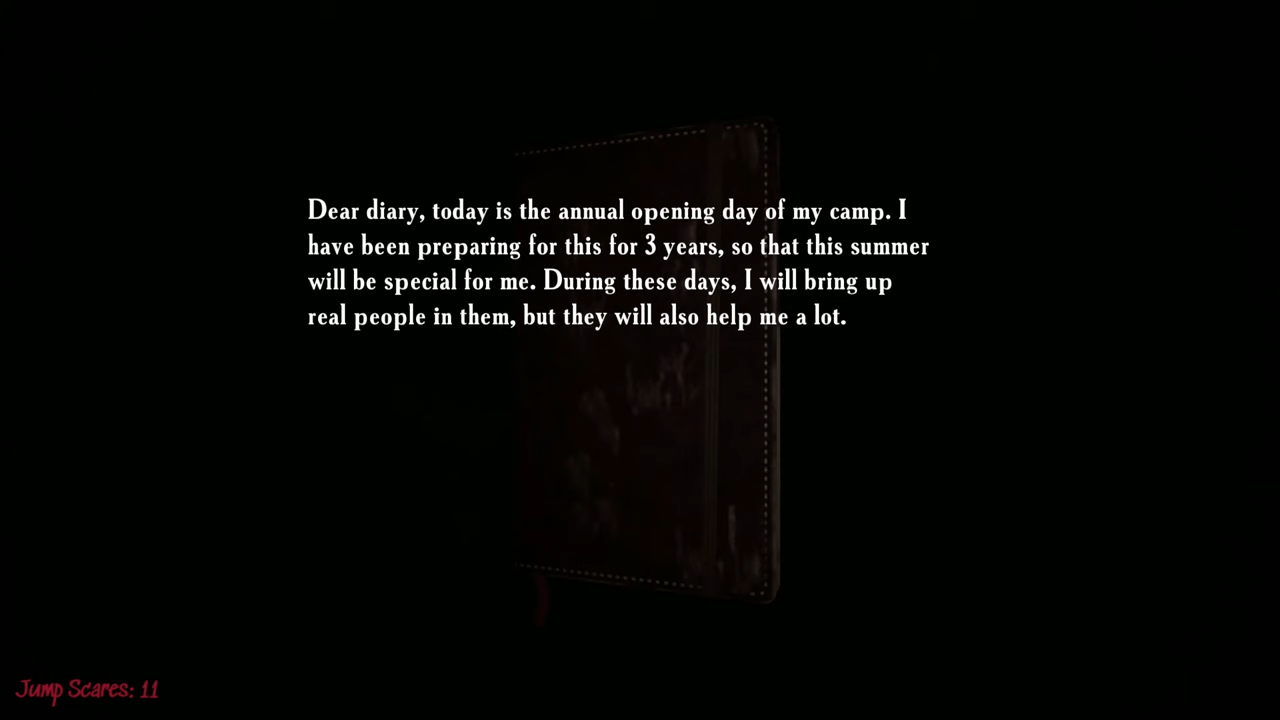 Dear diary, today is the annual opening day of my camp. I
have been preparing for this for 3 years, so that this summer
will be special for me. During these days, I will bring up
real people in them, but they will also help me a lot.
Jump Scares: 11